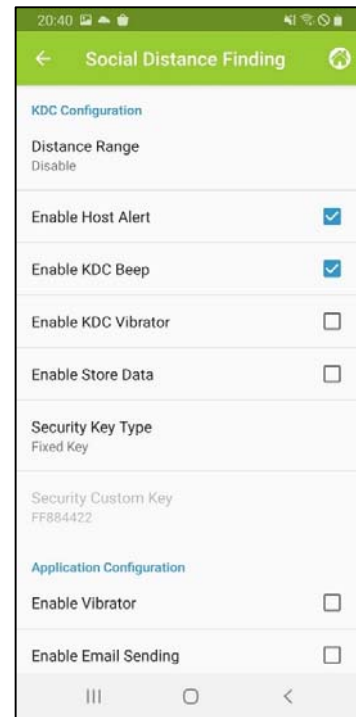 20:40
Social Distance Finding
KDC Configuration
Distance Range
Disable
Enable Host Alert
Enable KDC Beep
Enable KDC Vibrator
Enable Store Data
Security Key Type
Fixed Key
Security Custom Key
FF884422
Application Configuration
Enable Vibrator
Enable Email Sending